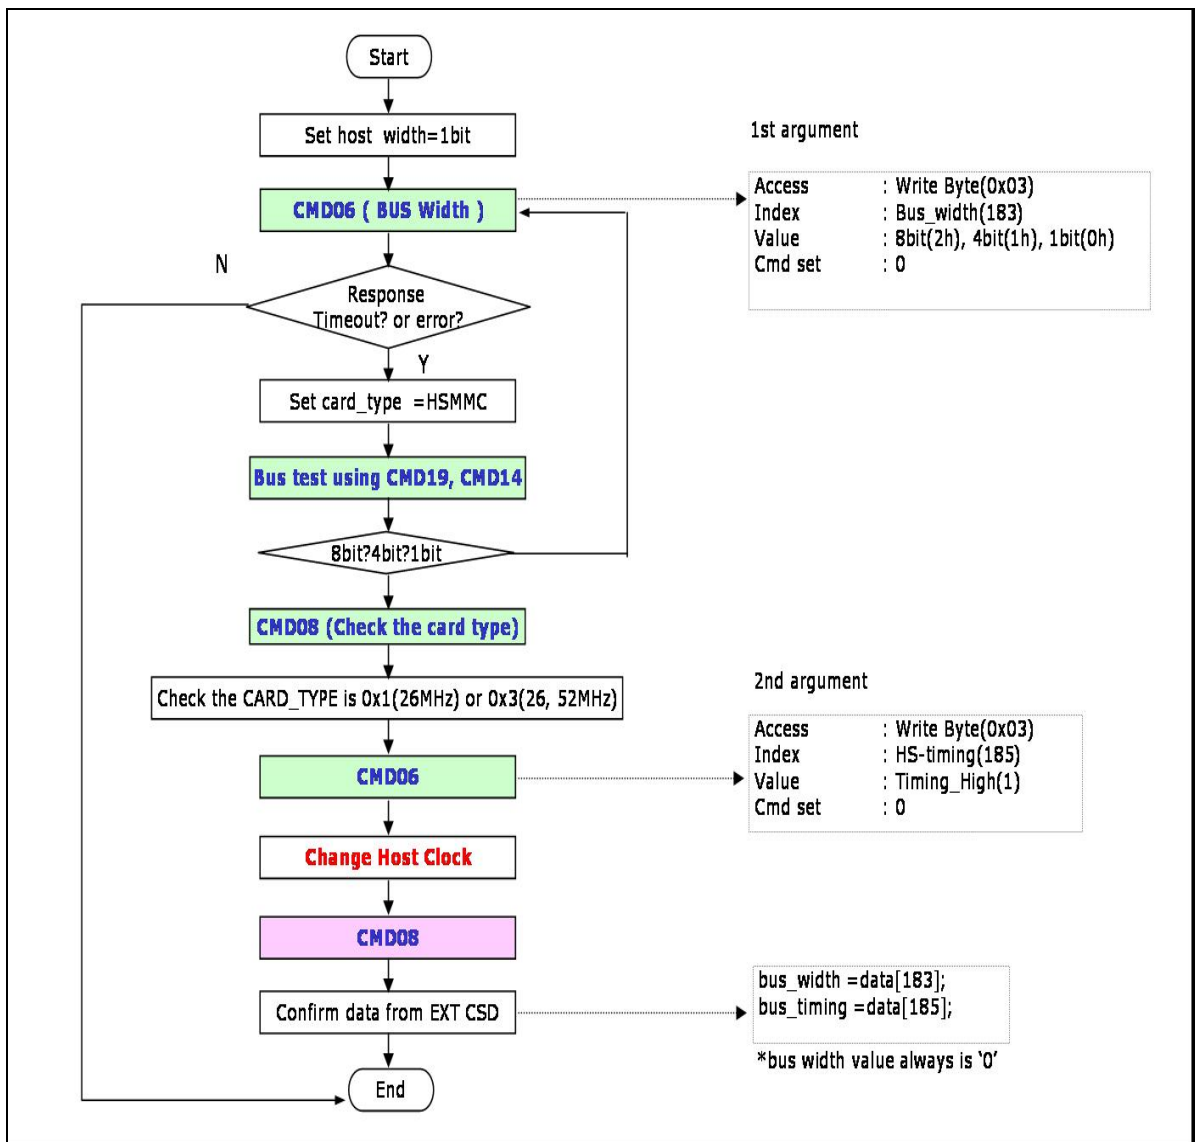 Start
Set host width=1bit
1st argument
CMD06 ( BUS Width )
Access : Write Byte(0x03)
Index : Bus_width(183)
Value : 8bit(2h), 4bit(1h), 1bit(0h)
Cmd set : 0
N
Response
Timeout? or error?
Y
Set card_type =HSMMC
Bus test using CMD19, CMD14
8bit?4bit?1bit
CMD08 (Check the card type)
Check the CARD_TYPE is 0x1(26MHz) or 0x3(26, 52MHz)
2nd argument
Access : Write Byte(0x03)
Index : HS-timing(185)
Value : Timing_High(1)
Cmd set : 0
CMD06
Change Host Clock
CMD08
Confirm data from EXT CSD
bus_width =data[183];
bus_timing =data[185];
*bus width value always is ‘0’
End